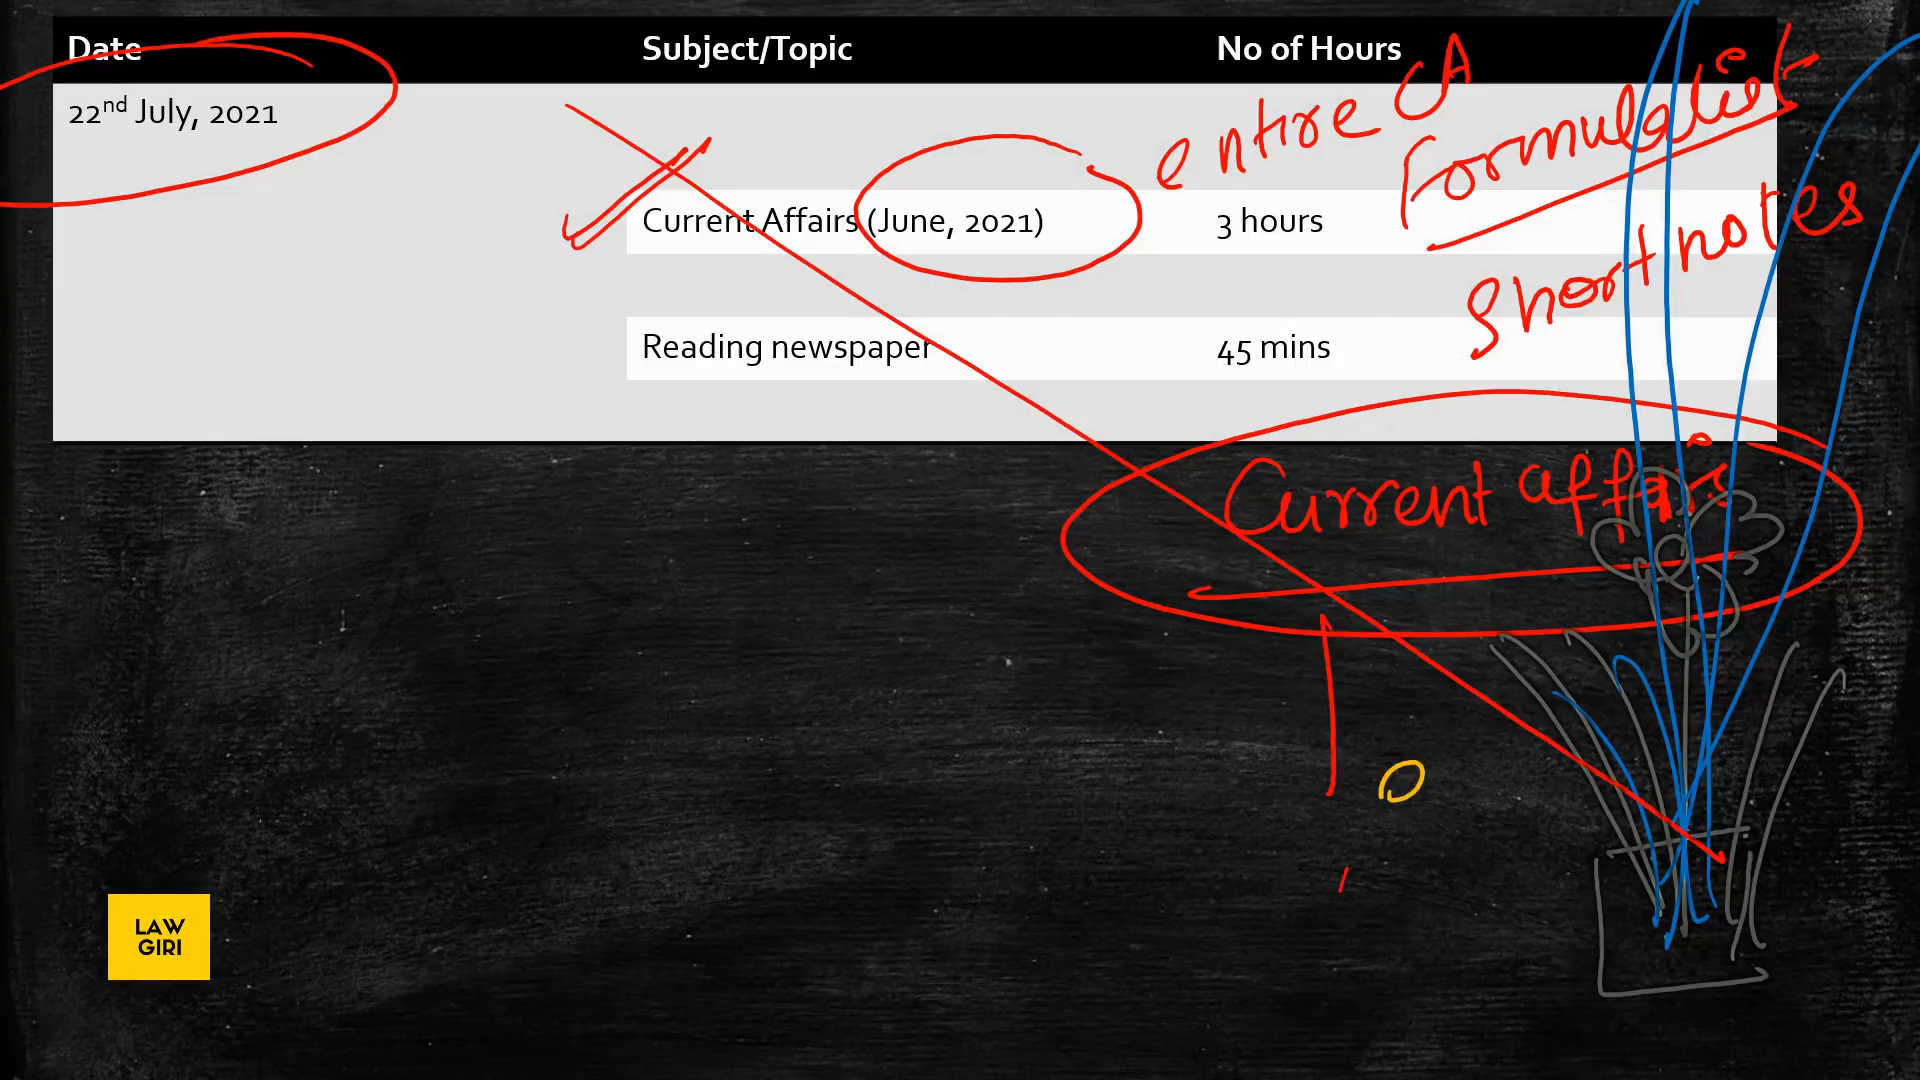 Date Subject/Topic No of Hours
22nd July, 2021
entire CA
Formula list
Current Affairs (June, 2021) 3 hours
Short notes
Reading newspaper 45 mins
Current affairs
LAW
GIRI